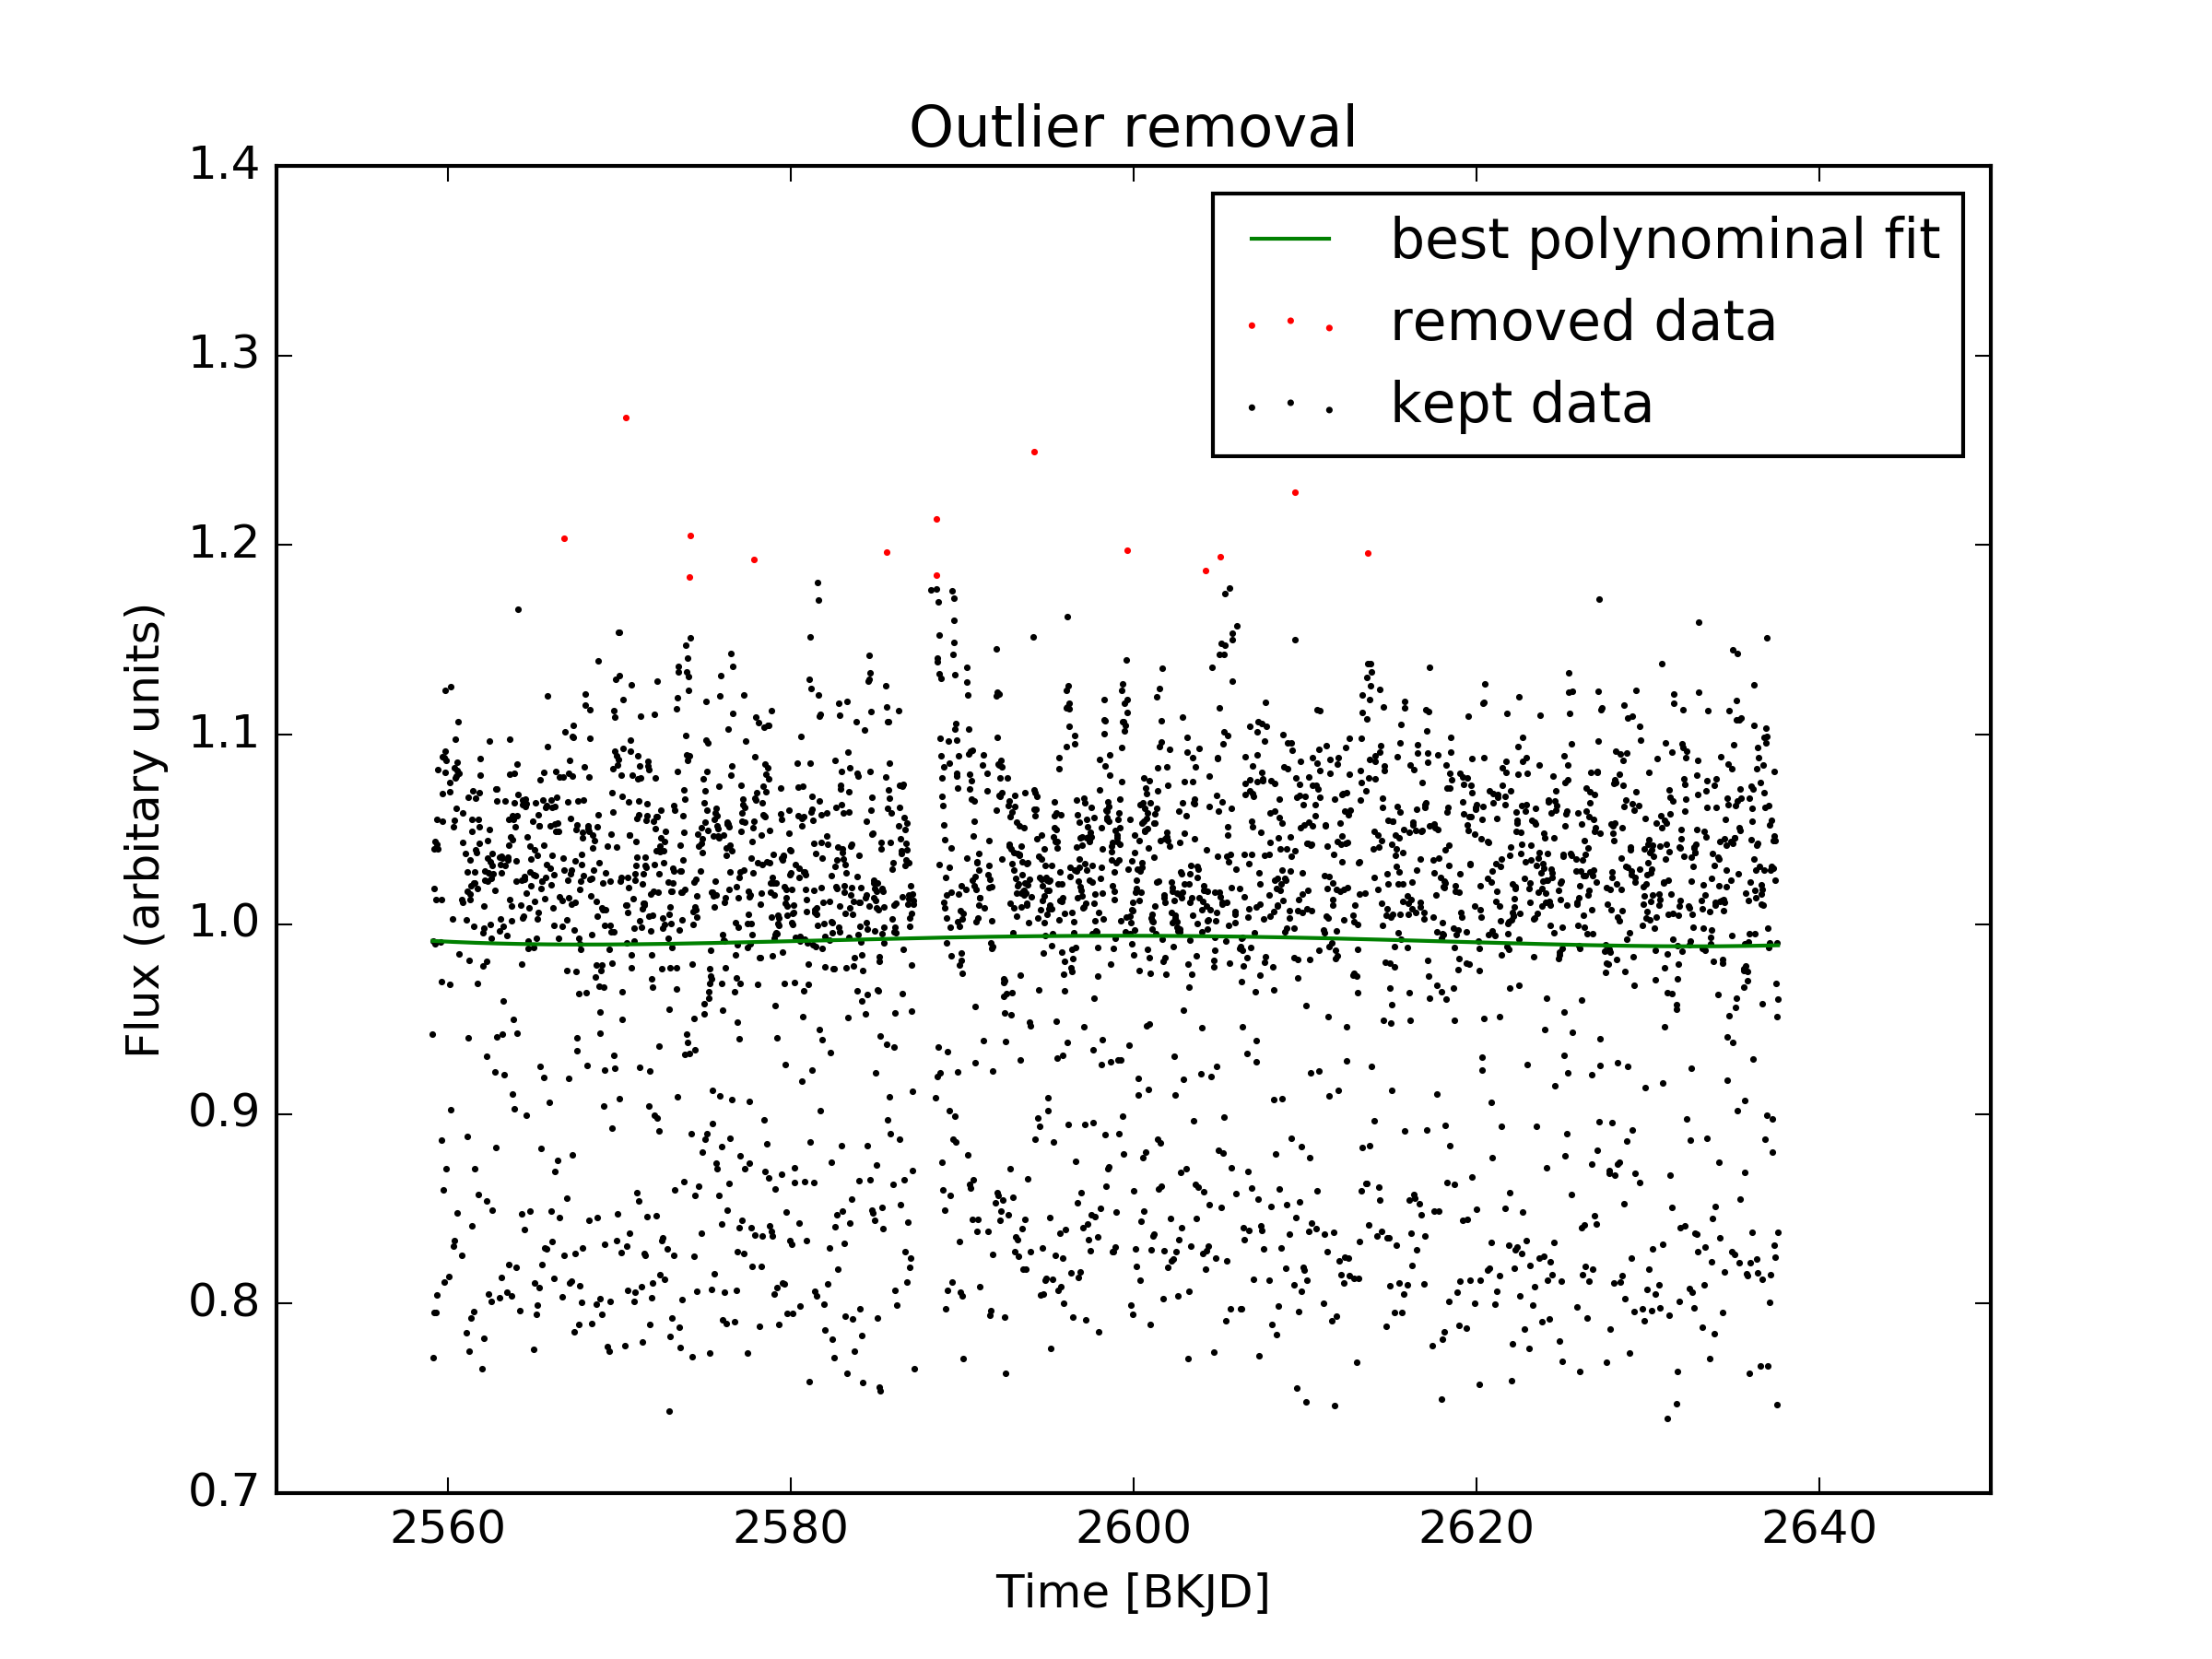 Outlier removal
best polynominal fit
removed data
kept data
1.4
1.3
1.2
1.1
1.0
0.9
0.8
0.7
Flux (arbitary units)
2560 2580 2600 2620 2640
Time [BKJD]